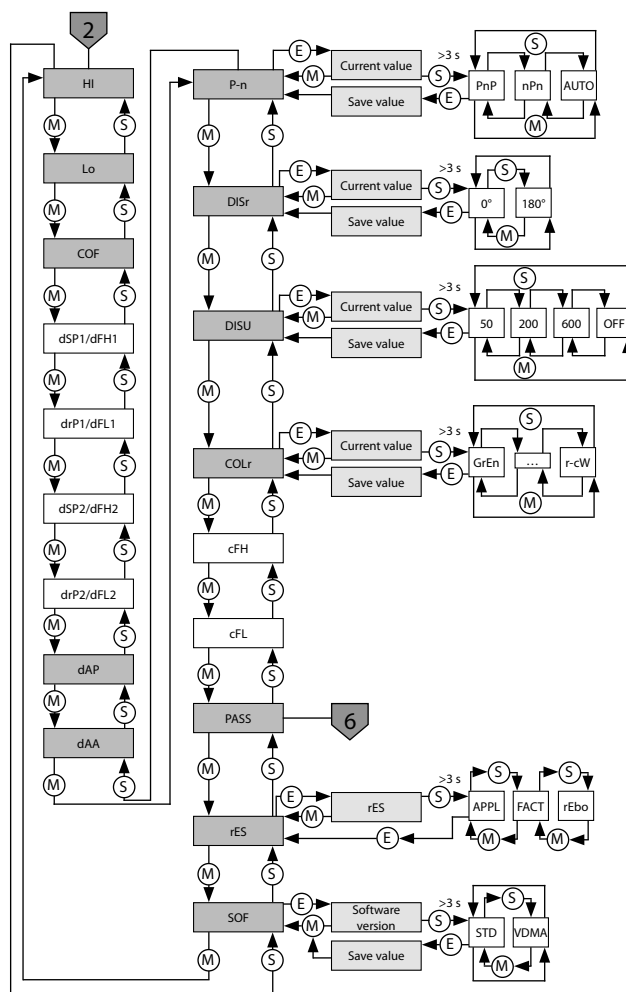 2
HI
M
S
Lo
M
S
COF
M
S
dSP1/dFH1
M
S
drP1/dFL1
M
S
dSP2/dFH2
M
S
drP2/dFL2
M
S
dAP
M
S
dAA
M
S
P-n
E
M
Current value
Save value
>3 s
S
E
PnP
nPn
AUTO
S
M
M
S
DISr
E
M
Current value
Save value
>3 s
S
E
0°
180°
S
M
M
S
DISU
E
M
Current value
Save value
>3 s
S
E
50
200
600
OFF
S
M
M
S
COLr
E
M
Current value
Save value
>3 s
S
E
GrEn
...
r-cW
S
M
M
S
cFH
M
S
cFL
M
S
PASS
6
M
S
rES
E
M
rES
>3 s
S
E
APPL
FACT
rEbo
S
S
M
M
M
S
SOF
E
M
Software
version
Save value
>3 s
S
E
STD
VDMA
S
M
M
S